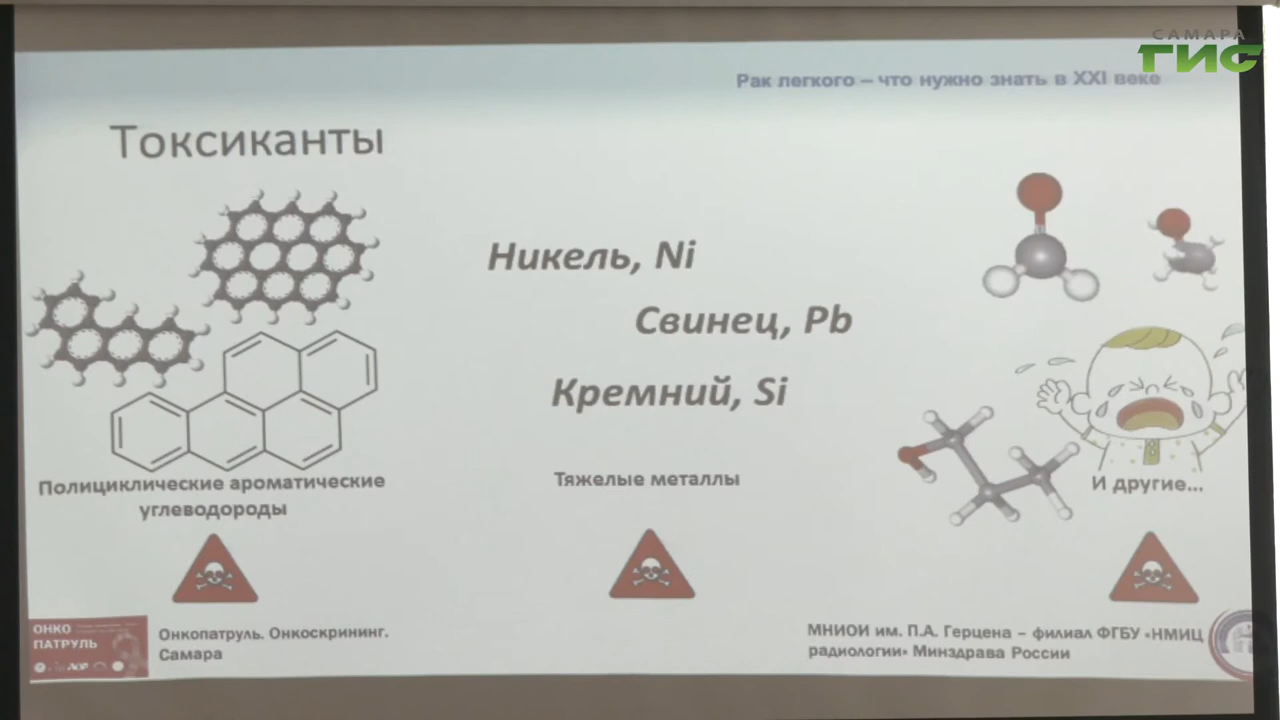 САМАРА
ГИС
Рак легкого – что нужно знать в XXI веке
Токсиканты
Никель, Ni
Свинец, Pb
Кремний, Si
Полициклические ароматические
углеводороды
Тяжелые металлы
И другие...
ОНКО
ПАТРУЛЬ
Онкопатруль. Онкоскрининг.
Самара
МНИОИ им. П.А. Герцена – филиал ФГБУ «НМИЦ
радиологии» Минздрава России